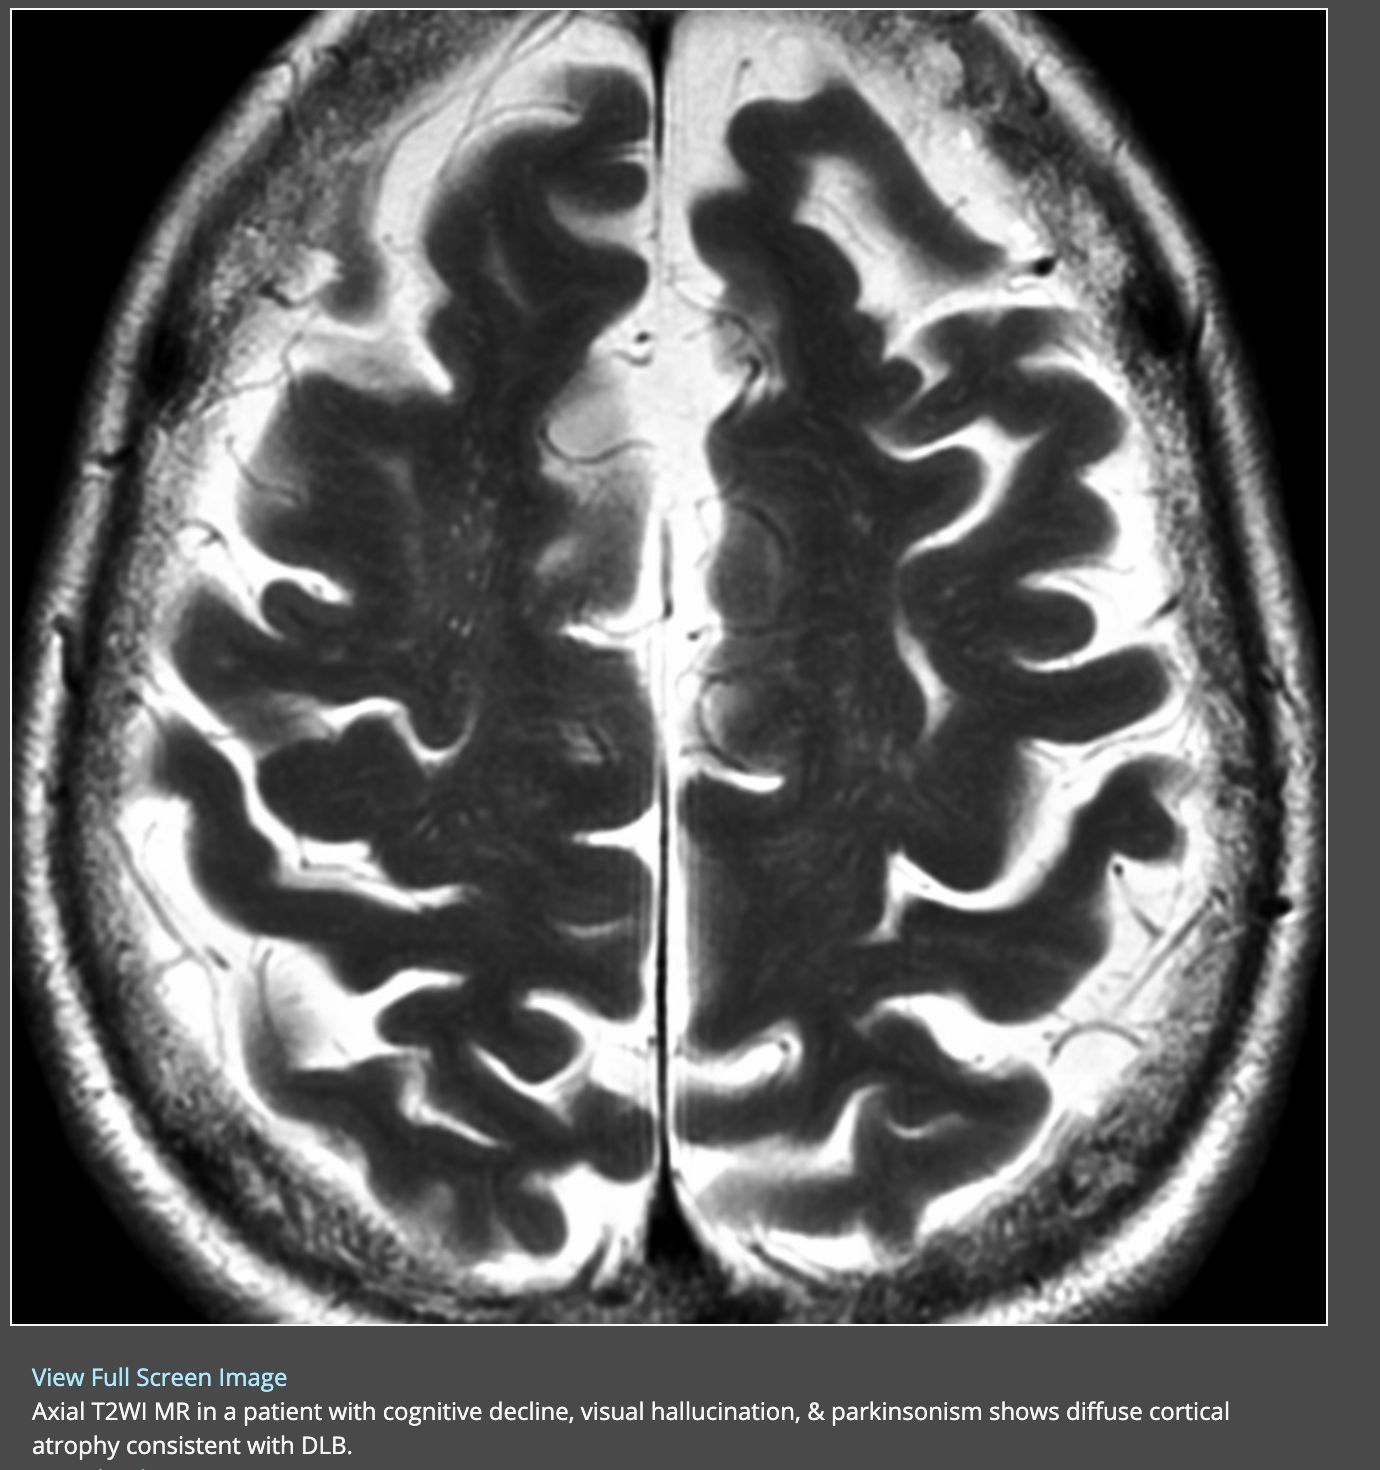 View Full Screen Image
Axial T2WI MR in a patient with cognitive decline, visual hallucination, & parkinsonism shows diffuse cortical
atrophy consistent with DLB.